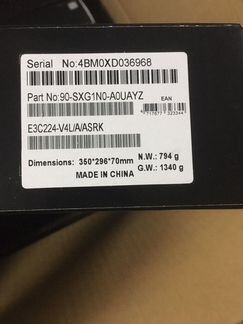 Serial No:4BM0XD036968
Part No:90-SXG1N0-A0UAYZ
EAN
E3C224-V4L/A/ASRK
Dimensions: 350*296*70mm
N.W.: 794 g
G.W.: 1340 g
MADE IN CHINA